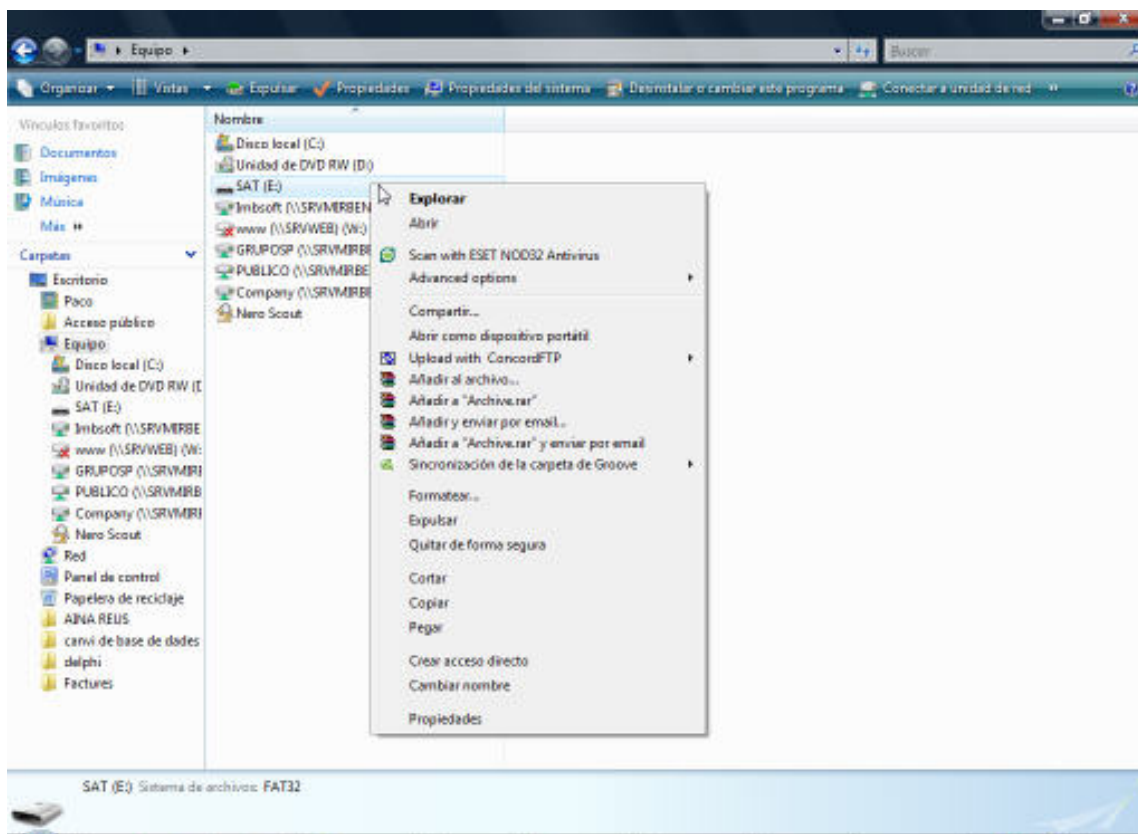 Equipo
Buscar
Organizar Vistas Expulsar Propiedades Propiedades del sistema Desinstalar o cambiar este programa Conectar a unidad de red »
Vínculos favoritos
Documentos
Imágenes
Música
Más »
Carpetas
Escritorio
Paco
Acceso público
Equipo
Disco local (C:)
Unidad de DVD RW (D
SAT (E:)
Imbsoft (\\SRVMIRBE
www (\\SRVWEB) (W:
GRUPOSP (\\SRVMIRI
PUBLICO (\\SRVMIRB
Company (\\SRVMIRI
Nero Scout
Red
Panel de control
Papelera de reciclaje
AINA REUS
canvi de base de dades
delphi
Factures
Nombre
Disco local (C:)
Unidad de DVD RW (D:)
SAT (E:)
Imbsoft (\\SRVMIRBEN
www (\\SRVWEB) (W:)
GRUPOSP (\\SRVMIRBE
PUBLICO (\\SRVMIRBE
Company (\\SRVMIRBE
Nero Scout
Explorar
Abrir
Scan with ESET NOD32 Antivirus
Advanced options
Compartir...
Abrir como dispositivo portátil
Upload with ConcordFTP
Añadir al archivo...
Añadir a "Archive.rar"
Añadir y enviar por email...
Añadir a "Archive.rar" y enviar por email
Sincronización de la carpeta de Groove
Formatear...
Expulsar
Quitar de forma segura
Cortar
Copiar
Pegar
Crear acceso directo
Cambiar nombre
Propiedades
SAT (E:) Sistema de archivos: FAT32